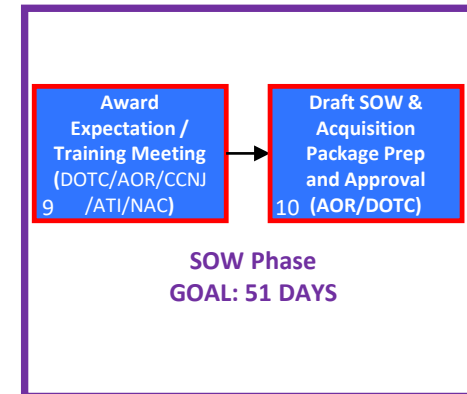 Award
Expectation /
Training Meeting
(DOTC/AOR/CCNJ
9 /ATI/NAC)
Draft SOW &
Acquisition
Package Prep
and Approval
10 (AOR/DOTC)
SOW Phase
GOAL: 51 DAYS